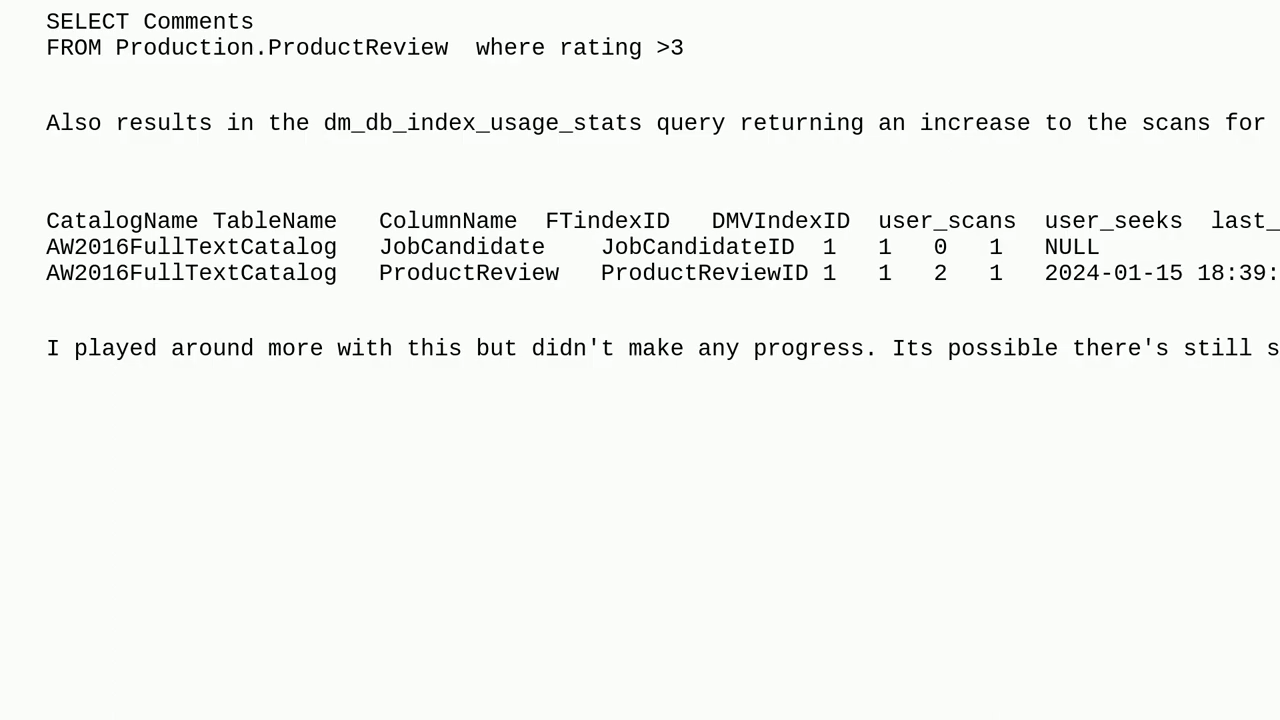 SELECT Comments
FROM Production.ProductReview  where rating >3
Also results in the dm_db_index_usage_stats query returning an increase to the scans for
CatalogName TableName   ColumnName  FTindexID   DMVIndexID  user_scans  user_seeks  last_
AW2016FullTextCatalog   JobCandidate    JobCandidateID  1   1   0   1   NULL
AW2016FullTextCatalog   ProductReview   ProductReviewID 1   1   2   1   2024-01-15 18:39:
I played around more with this but didn't make any progress. Its possible there's still s